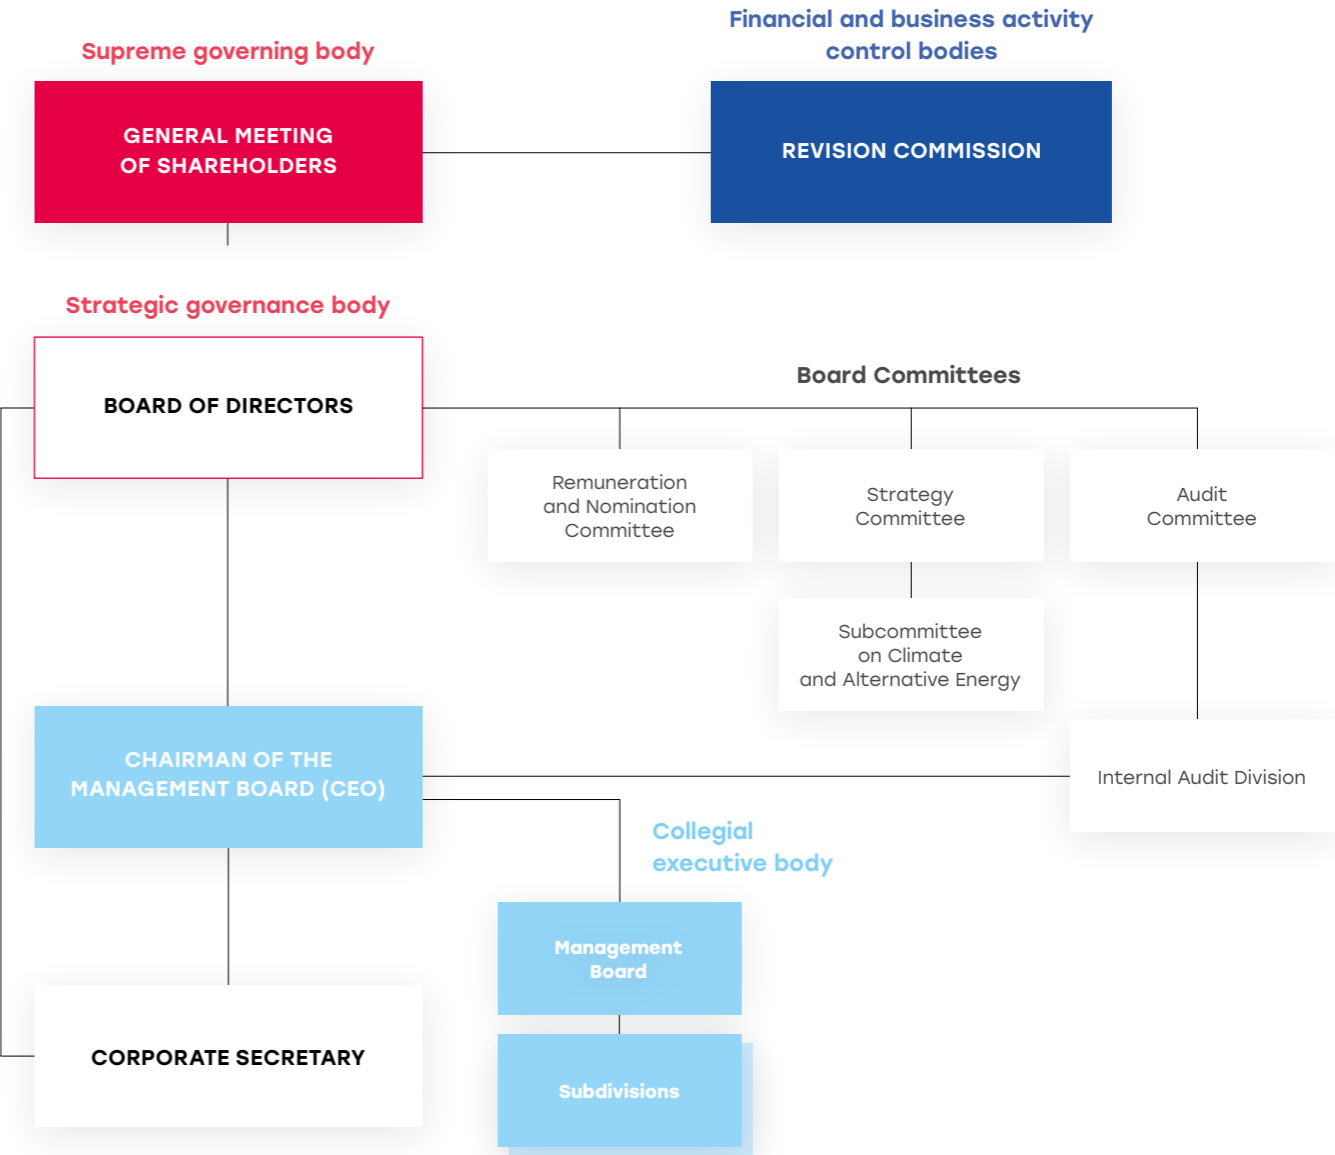 Supreme governing body
GENERAL MEETING
OF SHAREHOLDERS
Financial and business activity
control bodies
REVISION COMMISSION
Strategic governance body
BOARD OF DIRECTORS
Board Committees
Remuneration
and Nomination
Committee
Strategy
Committee
Audit
Committee
Subcommittee
on Climate
and Alternative Energy
CHAIRMAN OF THE
MANAGEMENT BOARD (CEO)
Internal Audit Division
Collegial
executive body
Management
Board
CORPORATE SECRETARY
Subdivisions